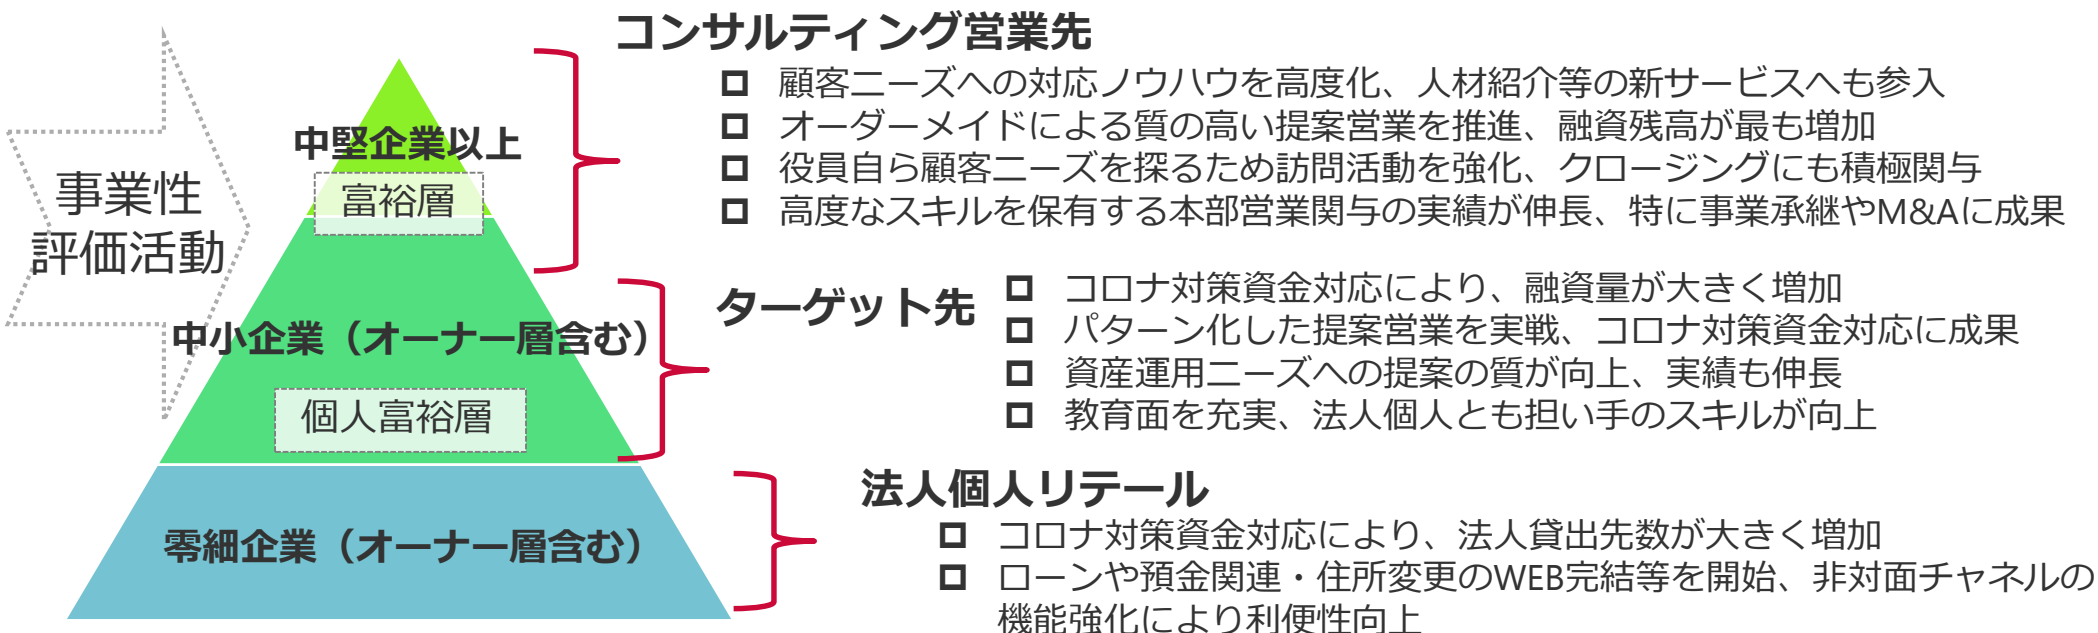 コンサルティング営業先
顧客ニーズへの対応ノウハウを高度化、人材紹介等の新サービスへも参入
オーダーメイドによる質の高い提案営業を推進、融資残高が最も増加
役員自ら顧客ニーズを探るため訪問活動を強化、クロージングにも積極関与
高度なスキルを保有する本部営業関与の実績が伸長、特に事業承継やM&Aに成果
中堅企業以上
富裕層
事業性
評価活動
ターゲット先
コロナ対策資金対応により、融資量が大きく増加
パターン化した提案営業を実戦、コロナ対策資金対応に成果
資産運用ニーズへの提案の質が向上、実績も伸長
教育面を充実、法人個人とも担い手のスキルが向上
中小企業（オーナー層含む）
個人富裕層
法人個人リテール
コロナ対策資金対応により、法人貸出先数が大きく増加
ローンや預金関連・住所変更のWEB完結等を開始、非対面チャネルの
機能強化により利便性向上
零細企業（オーナー層含む）